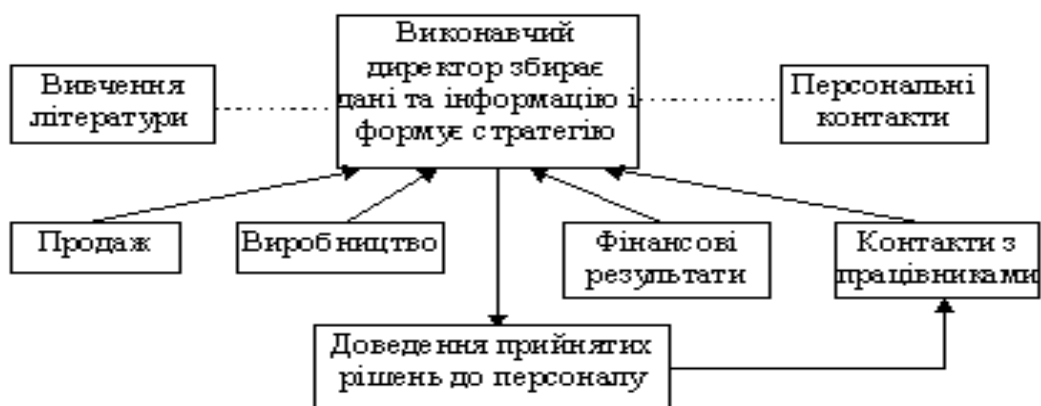 Виконавчий
директор збирає
дані та інформацію і
формує стратегію
Вивчення
літератури
Персональні
контакти
Продаж
Виробництво
Фінансові
результати
Контакти з
працівниками
Доведення прийнятих
рішень до персоналу